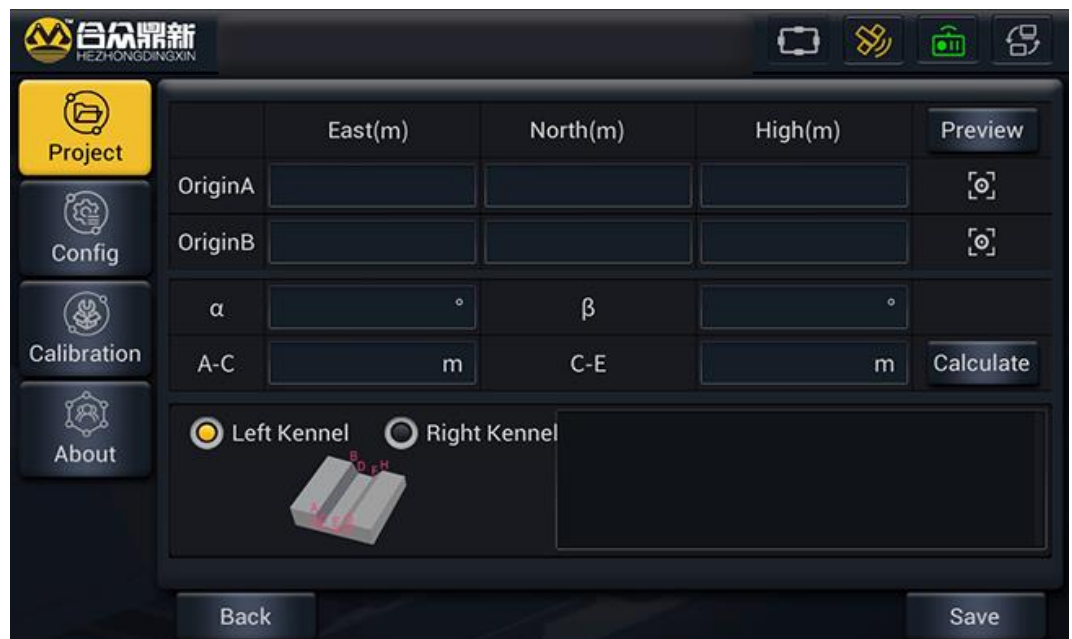 合众鼎新
HEZHONGDINGXIN
Project
Config
Calibration
About
East(m) North(m) High(m) Preview
OriginA
OriginB
α ° β °
A-C m C-E m Calculate
Left Kennel Right Kennel
B
D F H
A
Back Save